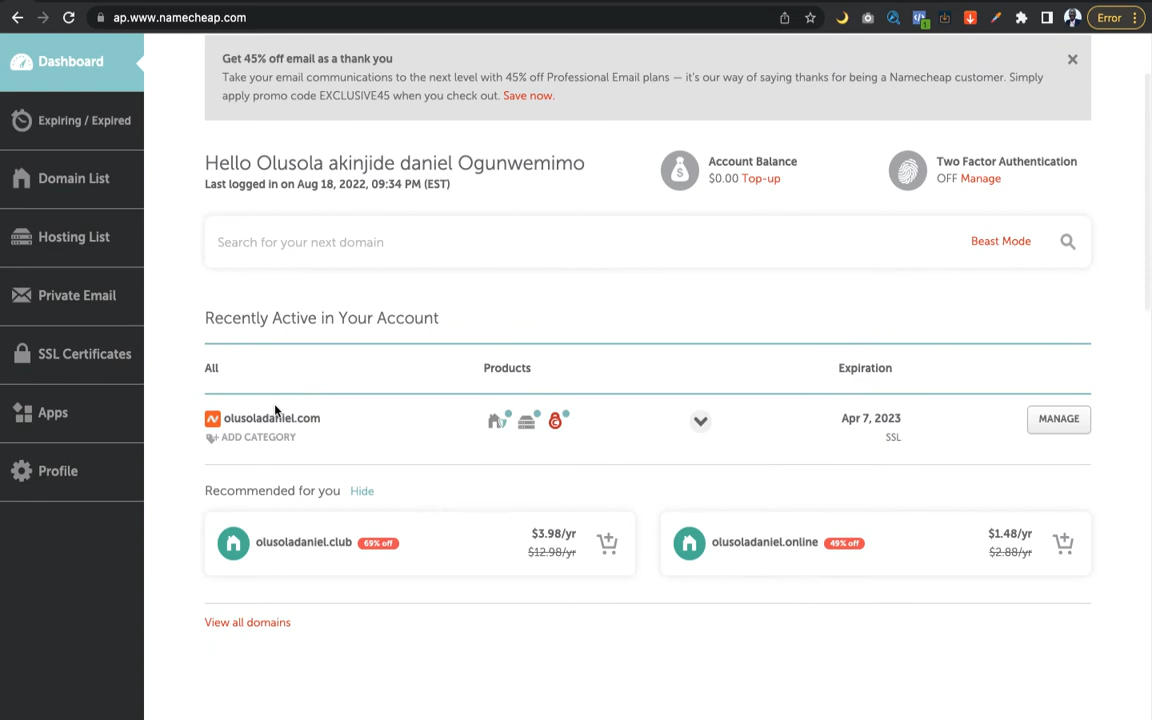 ap.www.namecheap.com
1
Error
Dashboard
Expiring / Expired
Domain List
Hosting List
Private Email
SSL Certificates
Apps
Profile
Get 45% off email as a thank you
Take your email communications to the next level with 45% off Professional Email plans — it's our way of saying thanks for being a Namecheap customer. Simply
apply promo code EXCLUSIVE45 when you check out. Save now.
Hello Olusola akinjide daniel Ogunwemimo
Last logged in on Aug 18, 2022, 09:34 PM (EST)
Account Balance
$0.00 Top-up
Two Factor Authentication
OFF Manage
Search for your next domain
Beast Mode
Recently Active in Your Account
All Products Expiration
olusoladaniel.com Apr 7, 2023 MANAGE
ADD CATEGORY SSL
Recommended for you Hide
olusoladaniel.club 69% off $3.98/yr
$12.98/yr
olusoladaniel.online 49% off $1.48/yr
$2.88/yr
View all domains